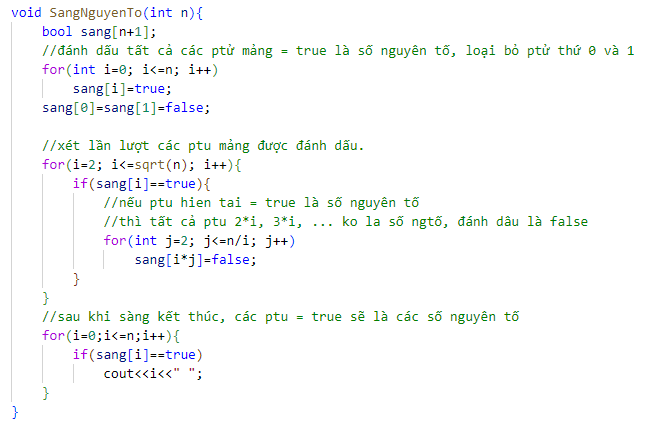 void SangNguyenTo(int n){
    bool sang[n+1];
    //đánh dấu tất cả các ptử mảng = true là số nguyên tố, loại bỏ ptử thứ 0 và 1
    for(int i=0; i<=n; i++)
        sang[i]=true;
    sang[0]=sang[1]=false;

    //xét lần lượt các ptu mảng được đánh dấu.
    for(i=2; i<=sqrt(n); i++){
        if(sang[i]==true){
            //nếu ptu hien tai = true là số nguyên tố
            //thì tất cả ptu 2*i, 3*i, ... ko la số ngtố, đánh dâu là false
            for(int j=2; j<=n/i; j++)
                sang[i*j]=false;
        }
    }
    //sau khi sàng kết thúc, các ptu = true sẽ là các số nguyên tố
    for(i=0;i<=n;i++){
        if(sang[i]==true)
            cout<<i<<" ";
    }
}